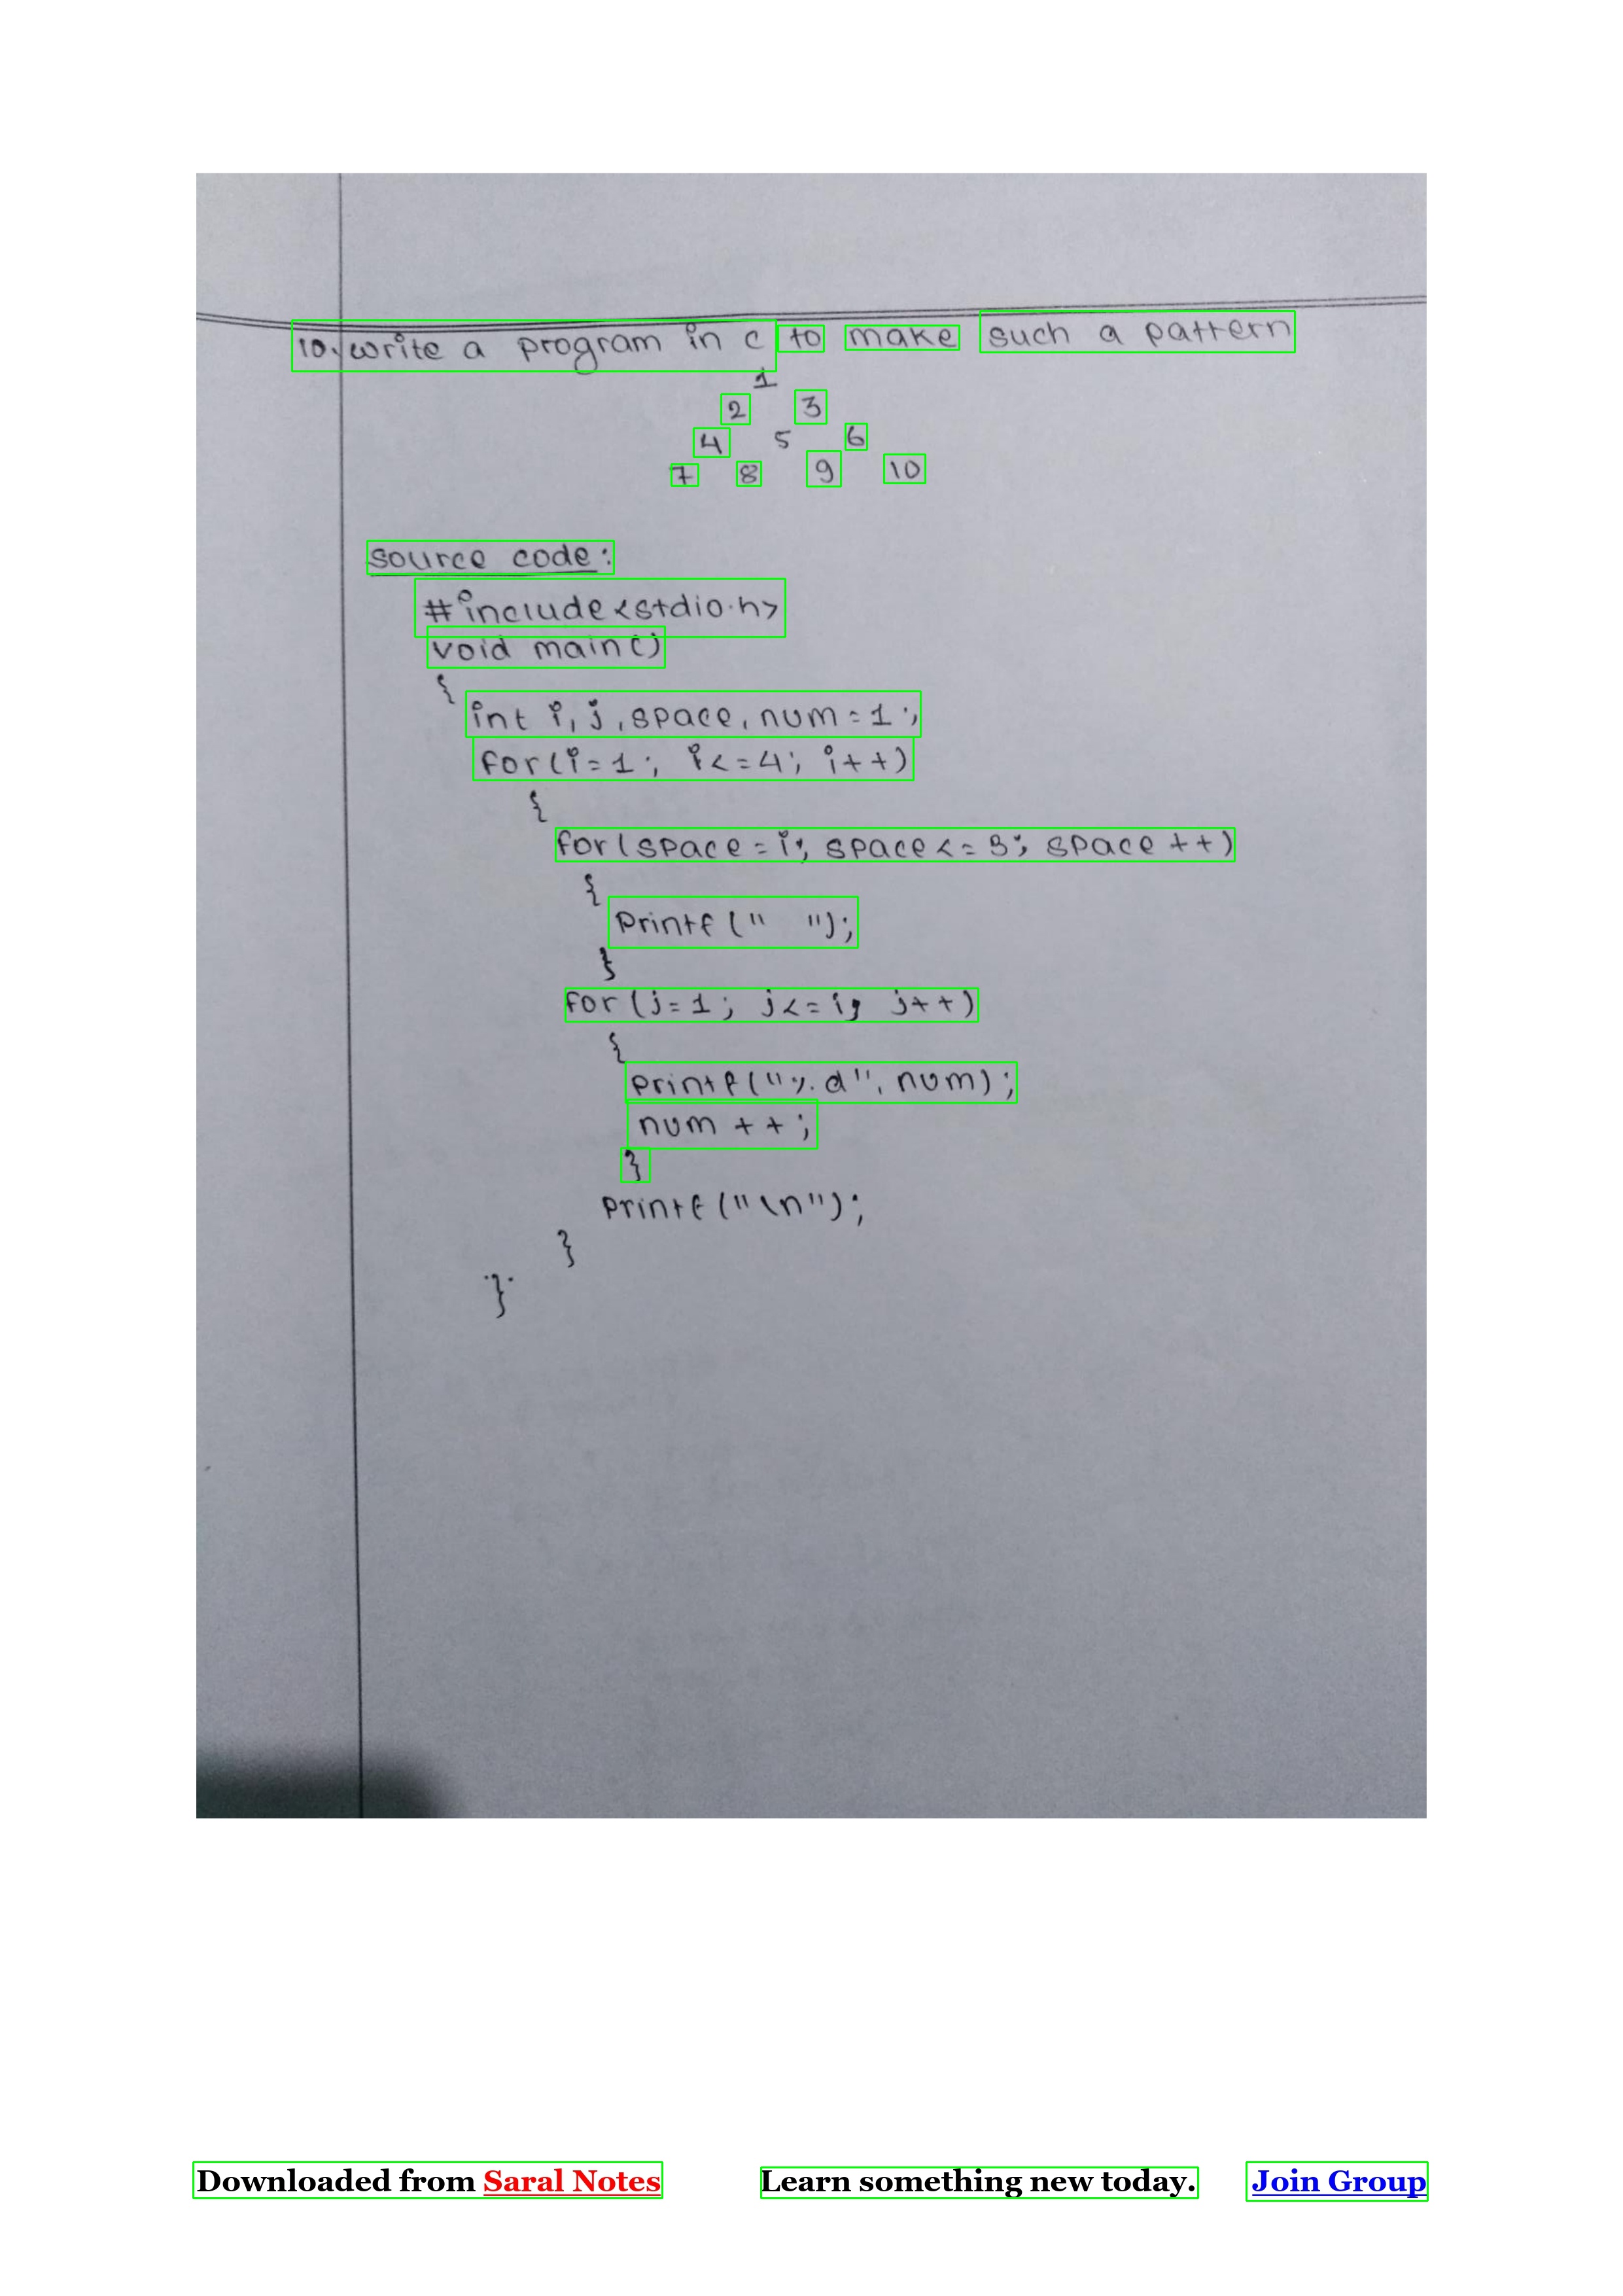 10. write a program in c to make such a pattern
1
2 3
4 5 6
7 8 9 10
source code:
#include<stdio.h>
void main()
{
int i, j, space, num=1;
for(i=1; i<=4; i++)
{
for(space=i; space<=3; space++)
{
printf("  ");
}
for(j=1; j<=i; j++)
{
printf("%d", num);
num++;
}
printf("\n");
}
}
Downloaded from Saral Notes Learn something new today. Join Group